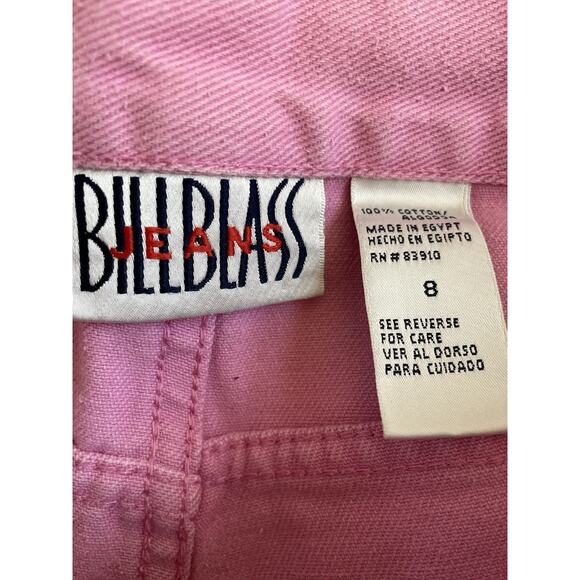 BILLBLASS
JEANS
100% COTTON/
ALGODON
MADE IN EGYPT
HECHO EN EGIPTO
RN # 83910
8
SEE REVERSE
FOR CARE
VER AL DORSO
PARA CUIDADO